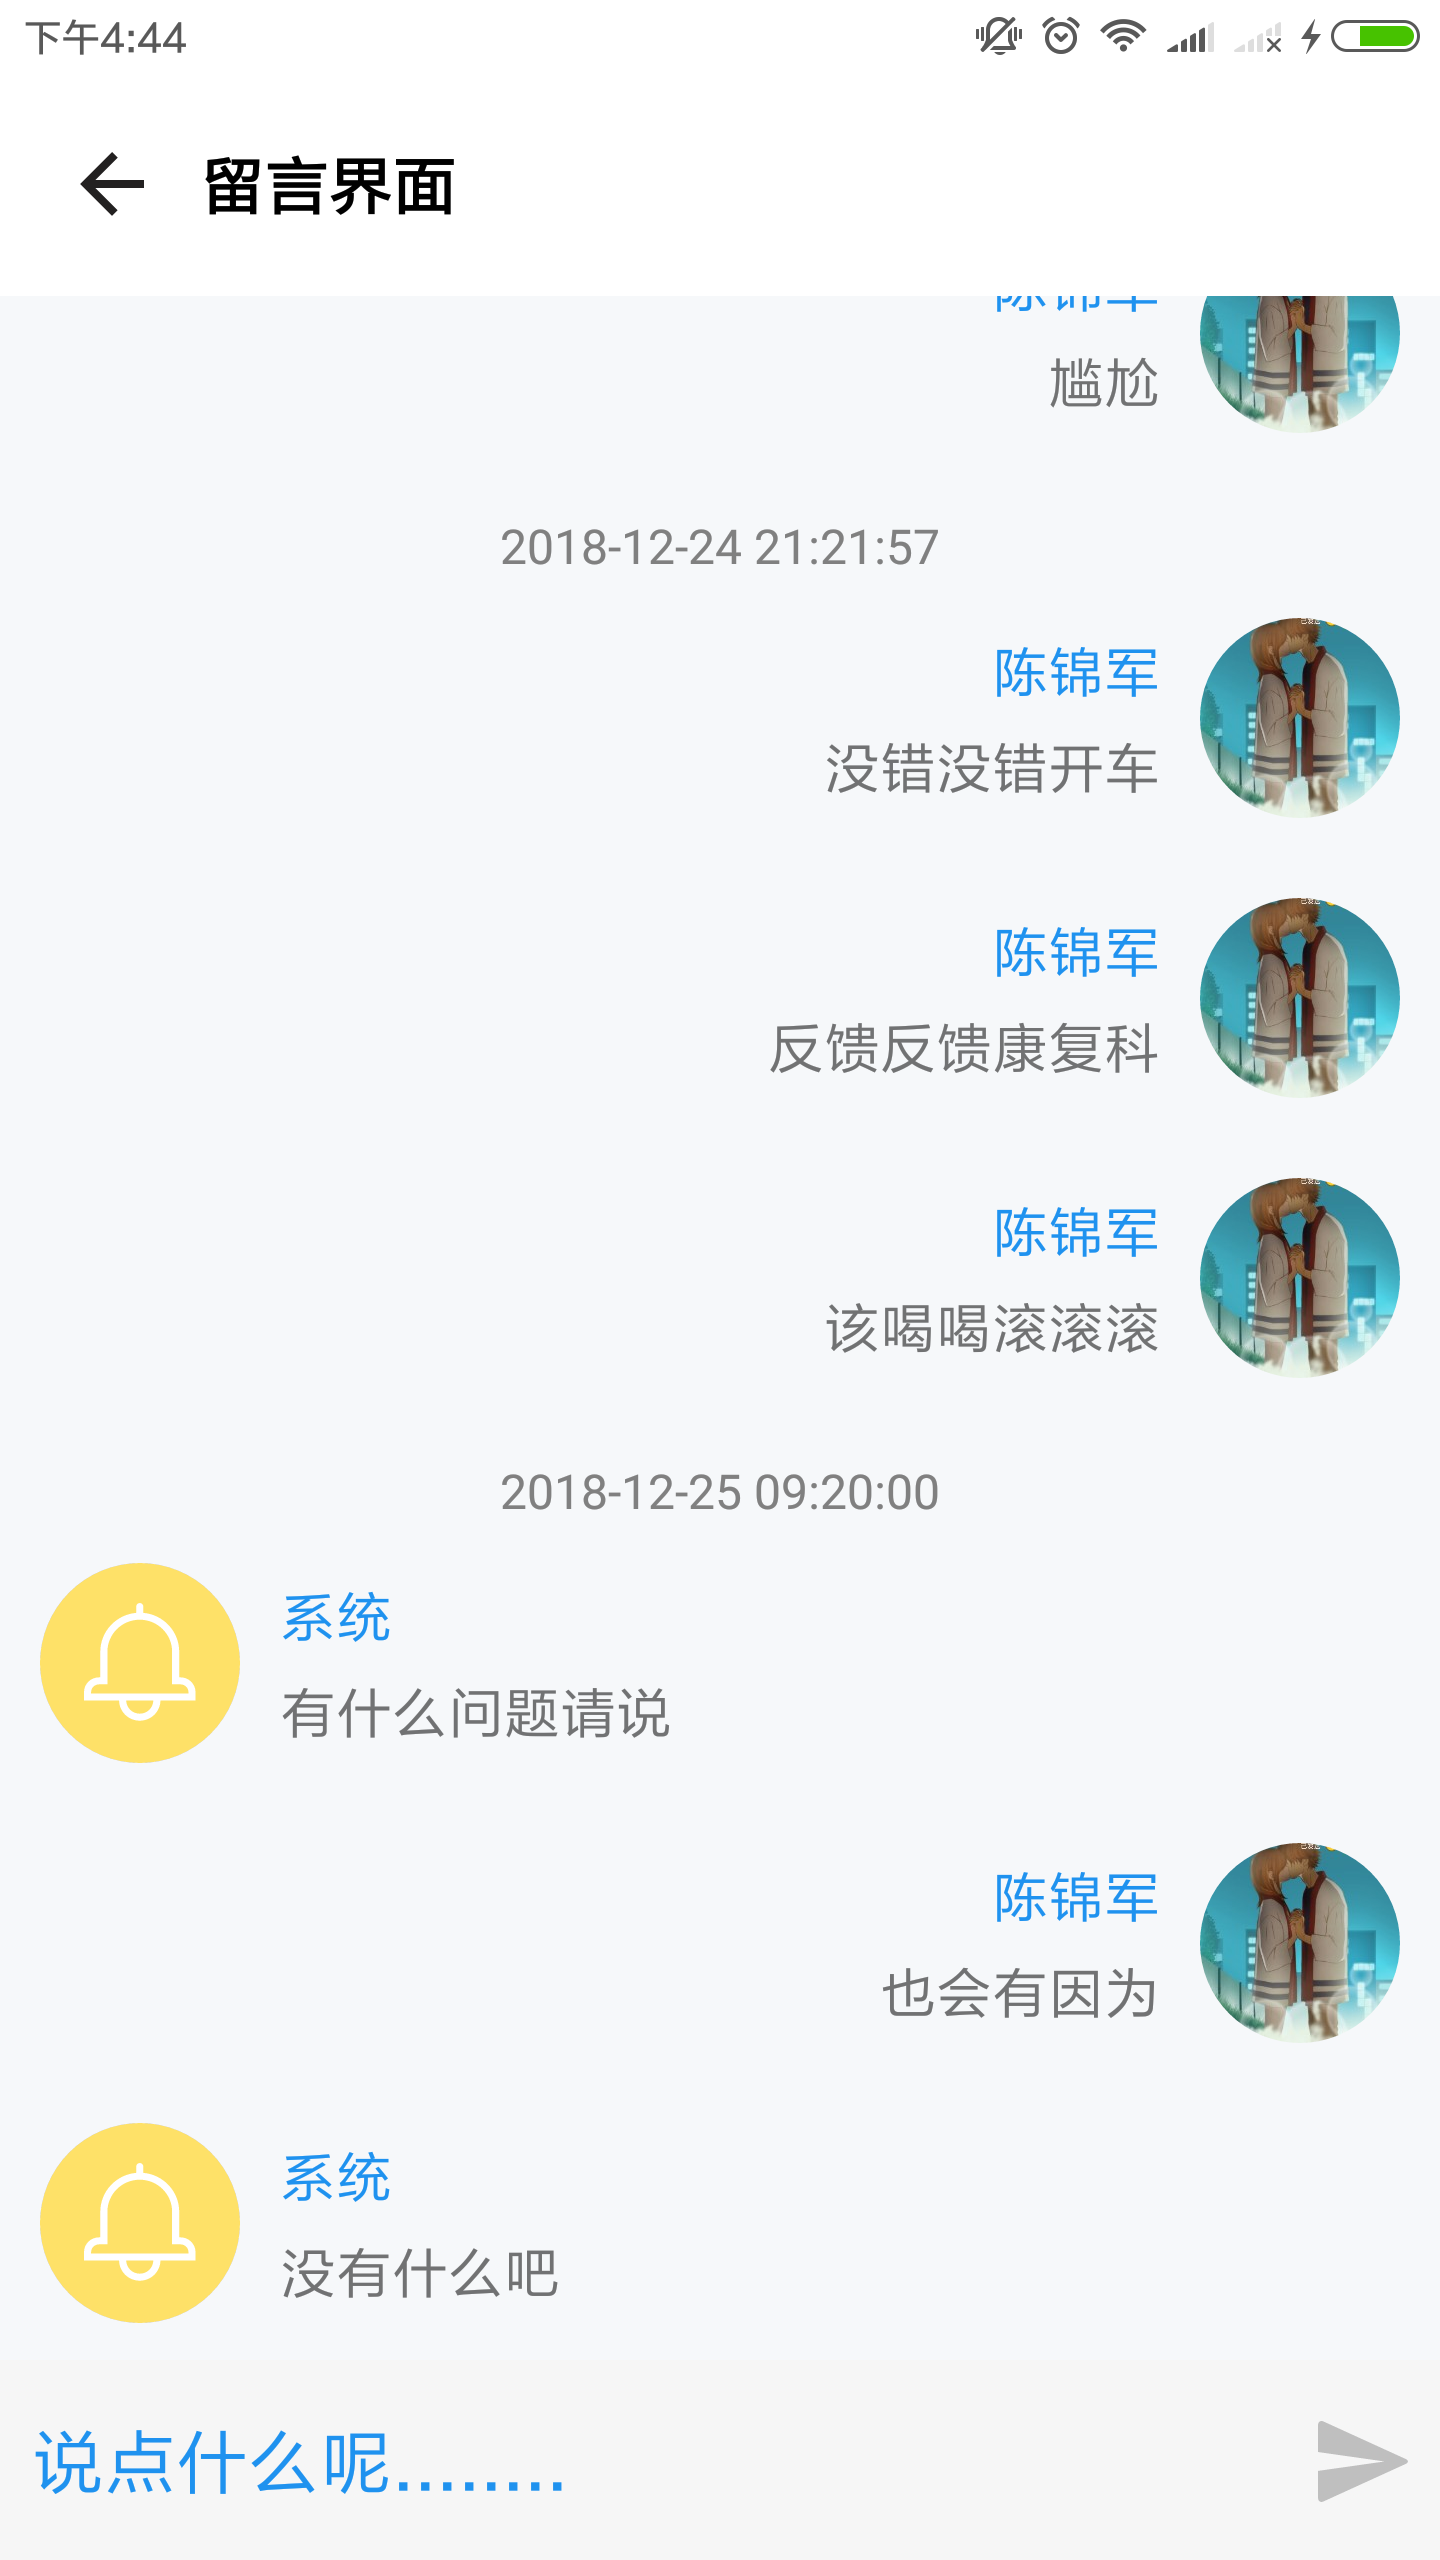 下午4:44
留言界面
陈锦军
尴尬
2018-12-24 21:21:57
陈锦军
没错没错开车
陈锦军
反馈反馈康复科
陈锦军
该喝喝滚滚滚
2018-12-25 09:20:00
系统
有什么问题请说
陈锦军
也会有因为
系统
没有什么吧
说点什么呢........